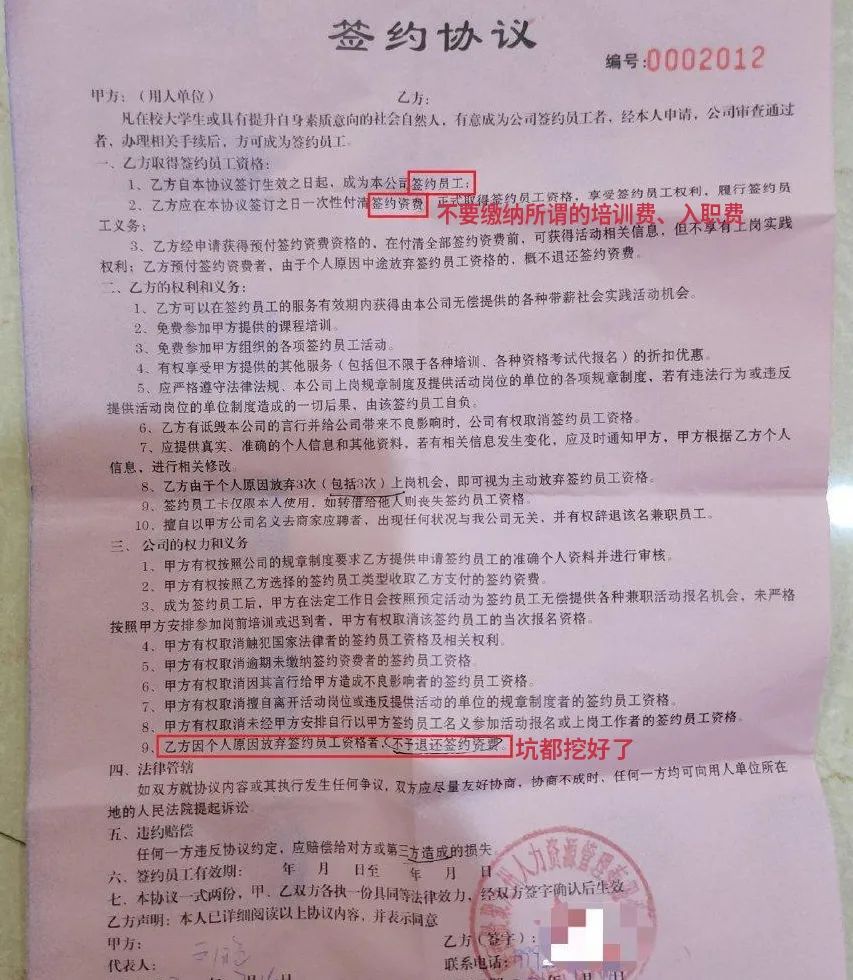 签约协议
编号:0002012
甲方:(用人单位) 乙方:
凡在校大学生或具有提升自身素质意向的社会自然人，有意成为公司签约员工者，经本人申请，公司审查通过
者，办理相关手续后，方可成为签约员工。
一、乙方取得签约员工资格:
1、乙方自本协议签订生效之日起，成为本公司签约员工;
2、乙方应在本协议签订之日一次性付清签约资费，正式取得签约员工资格，享受签约员工权利，履行签约员
不要缴纳所谓的培训费、入职费
工义务;
3、乙方经申请获得预付签约资费资格的，在付清全部签约资费前，可获得活动相关信息，但不享有上岗实践
权利；乙方预付签约资费者，由于个人原因中途放弃签约员工资格的，概不退还签约资费。
二、乙方的权利和义务:
1、乙方可以在签约员工的服务有效期内获得由本公司无偿提供的各种带薪社会实践活动机会。
2、免费参加甲方提供的课程培训。
3、免费参加甲方组织的各项签约员工活动。
4、有权享受甲方提供的其他服务（包括但不限于各种培训、各种资格考试代报名）的折扣优惠。
5、应严格遵守法律法规、本公司上岗规章制度及提供活动岗位的单位的各项规章制度，若有违法行为或违反
提供活动岗位的单位制度造成的一切后果，由该签约员工自负。
6、乙方有诋毁本公司的言行并给公司带来不良影响时，公司有权取消签约员工资格。
7、应提供真实、准确的个人信息和其他资料，若有相关信息发生变化，应及时通知甲方，甲方根据乙方个人
信息，进行相关修改。
8、乙方由于个人原因放弃3次（包括3次）上岗机会，即可视为主动放弃签约员工资格。
9、签约员工卡仅限本人使用，如转借给他人则丧失签约员工资格。
10、擅自以甲方公司名义去商家应聘者，出现任何状况与我公司无关，并有权辞退该名兼职员工。
三、公司的权力和义务
1、甲方有权按照公司的规章制度要求乙方提供申请签约员工的准确个人资料并进行审核。
2、甲方有权按照乙方选择的签约员工类型收取乙方支付的签约资费。
3、成为签约员工后，甲方在法定工作日会按照预定活动为签约员工无偿提供各种兼职活动报名机会，未严格
按照甲方安排参加岗前培训或迟到者，甲方有权取消该签约员工的当次报名资格。
4、甲方有权取消触犯国家法律者的签约员工资格及相关权利。
5、甲方有权取消逾期未缴纳签约资费者的签约员工资格。
6、甲方有权取消因其言行给甲方造成不良影响者的签约员工资格。
7、甲方有权取消擅自离开活动岗位或违反提供活动的单位的规章制度者的签约员工资格。
8、甲方有权取消未经甲方安排自行以甲方签约员工名义参加活动报名或上岗工作者的签约员工资格。
9、乙方因个人原因放弃签约员工资格者，不予退还签约资费 坑都挖好了
四、法律管辖
如双方就协议内容或其执行发生任何争议，双方应尽量友好协商，协商不成时，任何一方均可向用人单位所在
地的人民法院提起诉讼。
五、违约赔偿
任何一方违反协议约定，应赔偿给对方或第三方造成的损失
六、签约员工有效期: 年 月 日至 年 月 日
七、本协议一式两份，甲、乙双方各执一份具同等法律效力，经双方签字确认后生效
乙方声明：本人已详细阅读以上协议内容，并表示同意
甲方: 乙方（签字）:
代表人: 联系电话:
人力资源管理